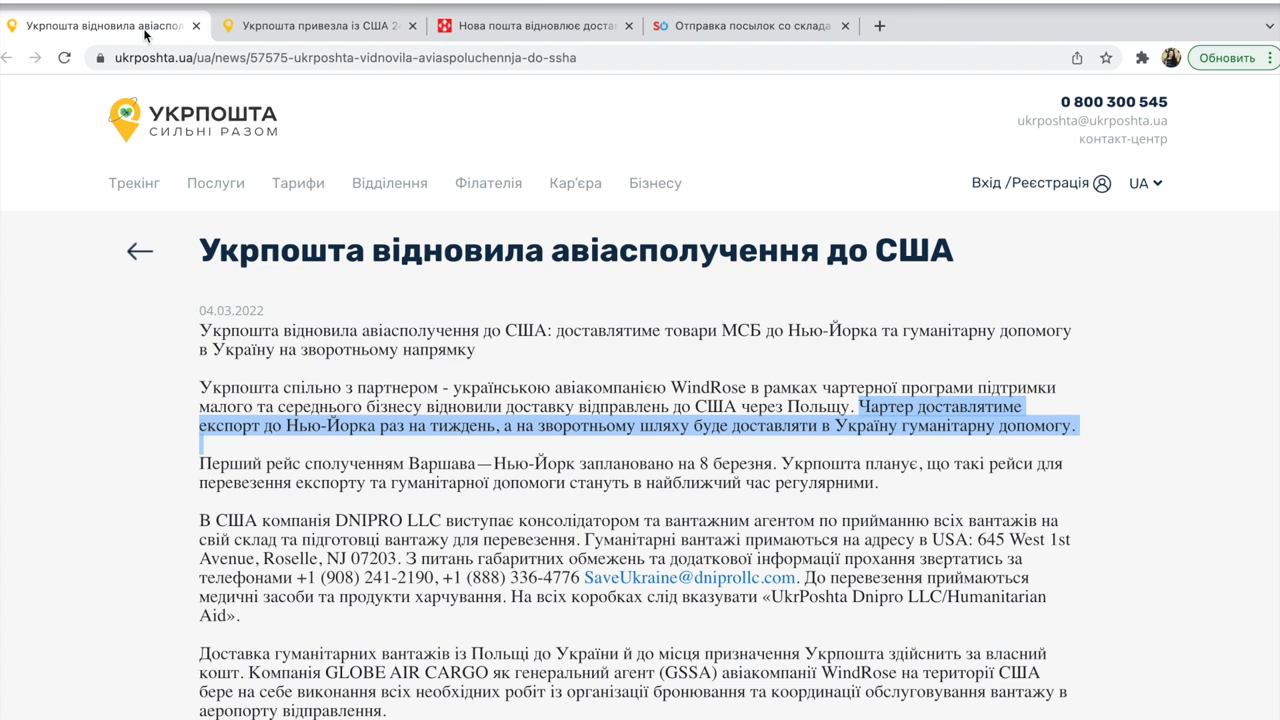 Укрпошта відновила авіаспол
Укрпошта привезла із США 2
Нова пошта відновлює доста
Отправка посылок со склада
ukrposhta.ua/ua/news/57575-ukrposhta-vidnovila-aviaspoluchennja-do-ssha
Обновить
УКРПОШТА
СИЛЬНІ РАЗОМ
0 800 300 545
ukrposhta@ukrposhta.ua
контакт-центр
Трекінг Послуги Тарифи Відділення Філателія Кар’єра Бізнесу
Вхід /Реєстрація UA
Укрпошта відновила авіасполучення до США
04.03.2022
Укрпошта відновила авіасполучення до США: доставлятиме товари МСБ до Нью-Йорка та гуманітарну допомогу
в Україну на зворотньому напрямку
Укрпошта спільно з партнером - українською авіакомпанією WindRose в рамках чартерної програми підтримки
малого та середнього бізнесу відновили доставку відправлень до США через Польщу. Чартер доставлятиме
експорт до Нью-Йорка раз на тиждень, а на зворотньому шляху буде доставляти в Україну гуманітарну допомогу.
Перший рейс сполученням Варшава—Нью-Йорк заплановано на 8 березня. Укрпошта планує, що такі рейси для
перевезення експорту та гуманітарної допомоги стануть в найближчий час регулярними.
В США компанія DNIPRO LLC виступає консолідатором та вантажним агентом по прийманню всіх вантажів на
свій склад та підготовці вантажу для перевезення. Гуманітарні вантажі примаються на адресу в USA: 645 West 1st
Avenue, Roselle, NJ 07203. З питань габаритних обмежень та додаткової інформації прохання звертатись за
телефонами +1 (908) 241-2190, +1 (888) 336-4776 SaveUkraine@dniprollc.com. До перевезення приймаються
медичні засоби та продукти харчування. На всіх коробках слід вказувати «UkrPoshta Dnipro LLC/Humanitarian
Aid».
Доставка гуманітарних вантажів із Польщі до України й до місця призначення Укрпошта здійснить за власний
кошт. Компанія GLOBE AIR CARGO як генеральний агент (GSSA) авіакомпанії WindRose на території США
бере на себе виконання всіх необхідних робіт із організації бронювання та координації обслуговування вантажу в
аеропорту відправлення.